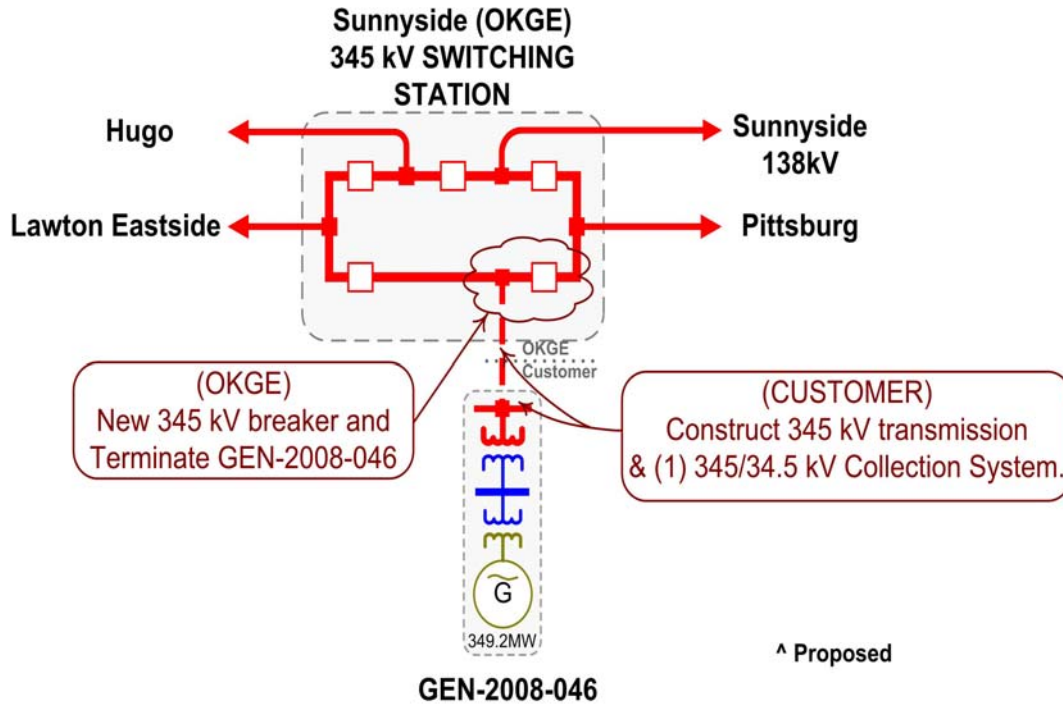 Sunnyside (OKGE)
345 kV SWITCHING
STATION
Hugo
Sunnyside
138kV
Lawton Eastside
Pittsburg
OKGE
Customer
(OKGE)
New 345 kV breaker and
Terminate GEN-2008-046
(CUSTOMER)
Construct 345 kV transmission
& (1) 345/34.5 kV Collection System.
G
349.2MW
^ Proposed
GEN-2008-046